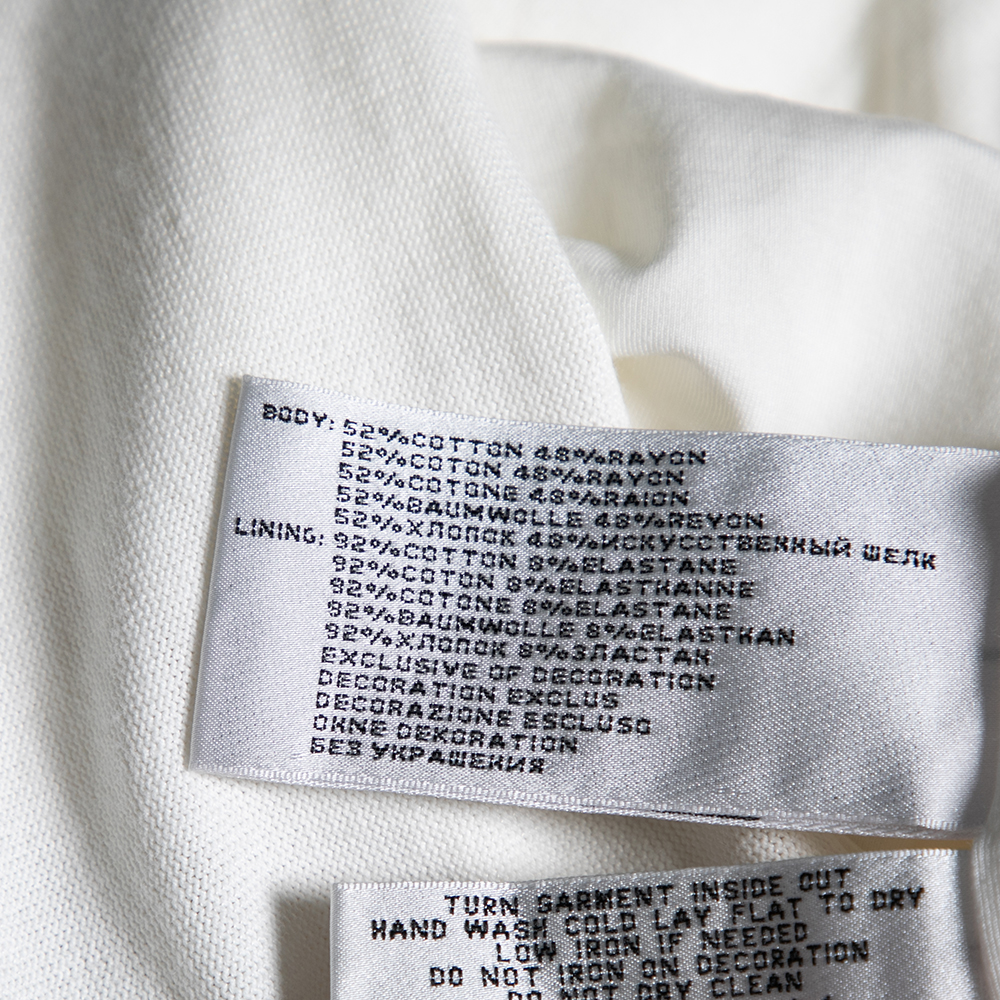 BODY: 52%COTTON 48%RAYON
52%COTON 48%RAYON
52%COTONE 48%RAION
52%BAUMWOLLE 48%REYON
52%ХЛОПОК 48%ИСКУССТВЕННЫЙ ШЕЛК
LINING: 92%COTTON 8%ELASTANE
92%COTON 8%ELASTHANNE
92%COTONE 8%ELASTANE
92%BAUMWOLLE 8%ELASTHAN
92%ХЛОПОК 8%ЭЛАСТАН
EXCLUSIVE OF DECORATION
DECORATION EXCLUS
DECORAZIONE ESCLUSO
OHNE DEKORATION
БЕЗ УКРАШЕНИЯ
TURN GARMENT INSIDE OUT
HAND WASH COLD LAY FLAT TO DRY
LOW IRON IF NEEDED
DO NOT IRON ON DECORATION
DO NOT DRY CLEAN